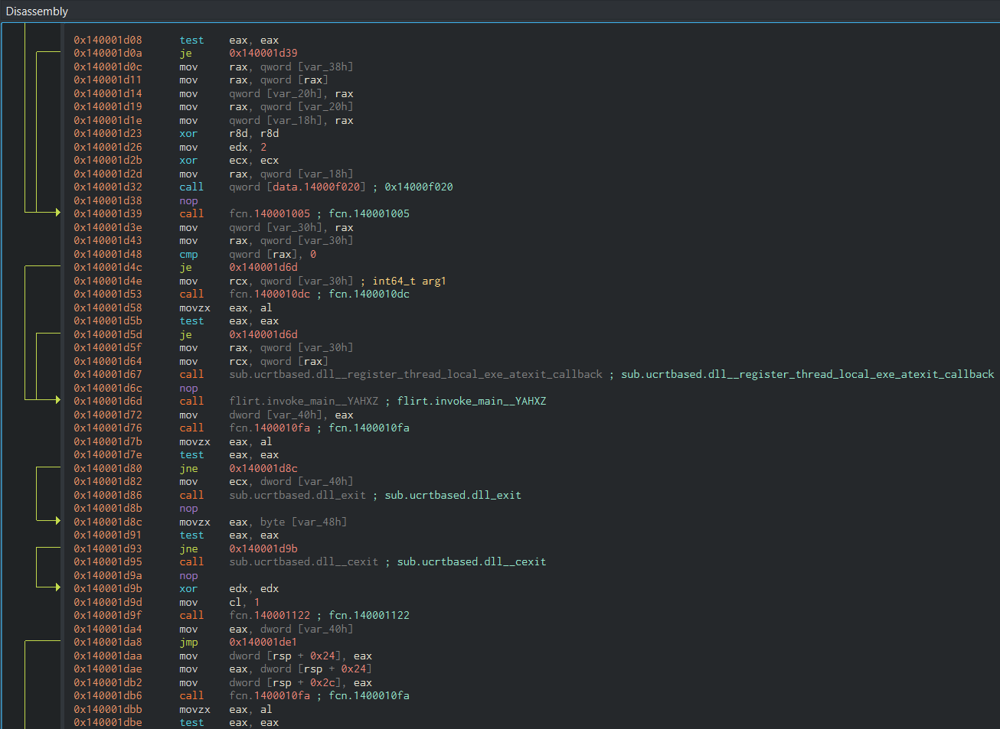 Disassembly
0x140001d08 test eax, eax
0x140001d0a je 0x140001d39
0x140001d0c mov rax, qword [var_38h]
0x140001d11 mov rax, qword [rax]
0x140001d14 mov qword [var_20h], rax
0x140001d19 mov rax, qword [var_20h]
0x140001d1e mov qword [var_18h], rax
0x140001d23 xor r8d, r8d
0x140001d26 mov edx, 2
0x140001d2b xor ecx, ecx
0x140001d2d mov rax, qword [var_18h]
0x140001d32 call qword [data.14000f020] ; 0x14000f020
0x140001d38 nop
0x140001d39 call fcn.140001005 ; fcn.140001005
0x140001d3e mov qword [var_30h], rax
0x140001d43 mov rax, qword [var_30h]
0x140001d48 cmp qword [rax], 0
0x140001d4c je 0x140001d6d
0x140001d4e mov rcx, qword [var_30h] ; int64_t arg1
0x140001d53 call fcn.1400010dc ; fcn.1400010dc
0x140001d58 movzx eax, al
0x140001d5b test eax, eax
0x140001d5d je 0x140001d6d
0x140001d5f mov rax, qword [var_30h]
0x140001d64 mov rcx, qword [rax]
0x140001d67 call sub.ucrtbased.dll__register_thread_local_exe_atexit_callback ; sub.ucrtbased.dll__register_thread_local_exe_atexit_callback
0x140001d6c nop
0x140001d6d call flirt.invoke_main__YAHXZ ; flirt.invoke_main__YAHXZ
0x140001d72 mov dword [var_40h], eax
0x140001d76 call fcn.1400010fa ; fcn.1400010fa
0x140001d7b movzx eax, al
0x140001d7e test eax, eax
0x140001d80 jne 0x140001d8c
0x140001d82 mov ecx, dword [var_40h]
0x140001d86 call sub.ucrtbased.dll_exit ; sub.ucrtbased.dll_exit
0x140001d8b nop
0x140001d8c movzx eax, byte [var_48h]
0x140001d91 test eax, eax
0x140001d93 jne 0x140001d9b
0x140001d95 call sub.ucrtbased.dll__cexit ; sub.ucrtbased.dll__cexit
0x140001d9a nop
0x140001d9b xor edx, edx
0x140001d9d mov cl, 1
0x140001d9f call fcn.140001122 ; fcn.140001122
0x140001da4 mov eax, dword [var_40h]
0x140001da8 jmp 0x140001de1
0x140001daa mov dword [rsp + 0x24], eax
0x140001dae mov eax, dword [rsp + 0x24]
0x140001db2 mov dword [rsp + 0x2c], eax
0x140001db6 call fcn.1400010fa ; fcn.1400010fa
0x140001dbb movzx eax, al
0x140001dbe test eax, eax